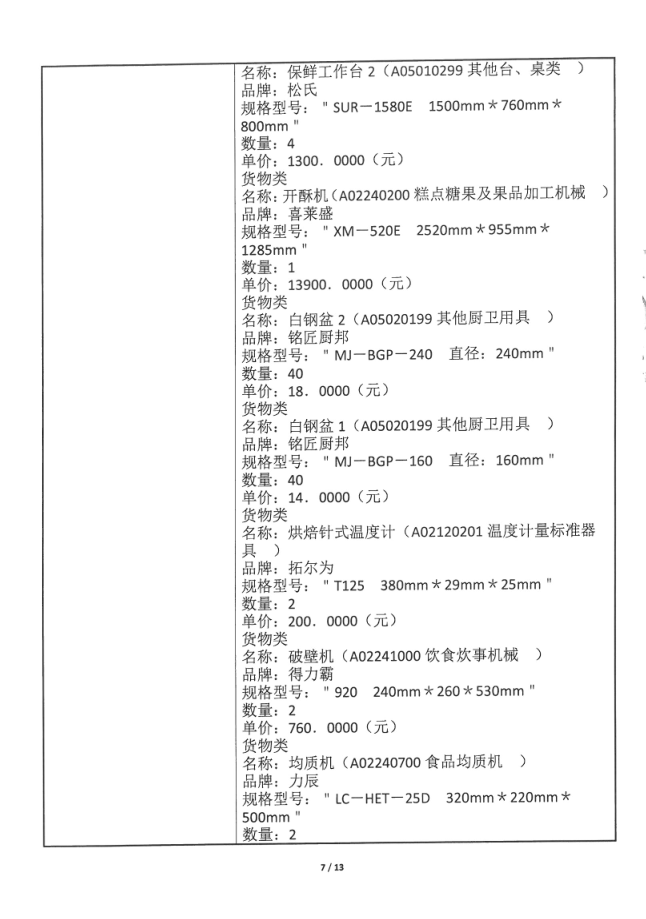 名称：保鲜工作台 2（A05010299 其他台、桌类 ）
品牌：松氏
规格型号： " SUR－1580E 1500mm＊760mm＊
800mm "
数量：4
单价：1300．0000（元）
货物类
名称：开酥机（A02240200 糕点糖果及果品加工机械 ）
品牌：喜莱盛
规格型号： " XM－520E 2520mm＊955mm＊
1285mm "
数量：1
单价：13900．0000（元）
货物类
名称：白钢盆 2（A05020199 其他厨卫用具 ）
品牌：铭匠厨邦
规格型号： " MJ－BGP－240 直径：240mm "
数量：40
单价：18．0000（元）
货物类
名称：白钢盆 1（A05020199 其他厨卫用具 ）
品牌：铭匠厨邦
规格型号： " MJ－BGP－160 直径：160mm "
数量：40
单价：14．0000（元）
货物类
名称：烘焙针式温度计（A02120201 温度计量标准器
具 ）
品牌：拓尔为
规格型号： " T125 380mm＊29mm＊25mm "
数量：2
单价：200．0000（元）
货物类
名称：破壁机（A02241000 饮食炊事机械 ）
品牌：得力霸
规格型号： " 920 240mm＊260＊530mm "
数量：2
单价：760．0000（元）
货物类
名称：均质机（A02240700 食品均质机 ）
品牌：力辰
规格型号： " LC－HET－25D 320mm＊220mm＊
500mm "
数量：2
7 / 13